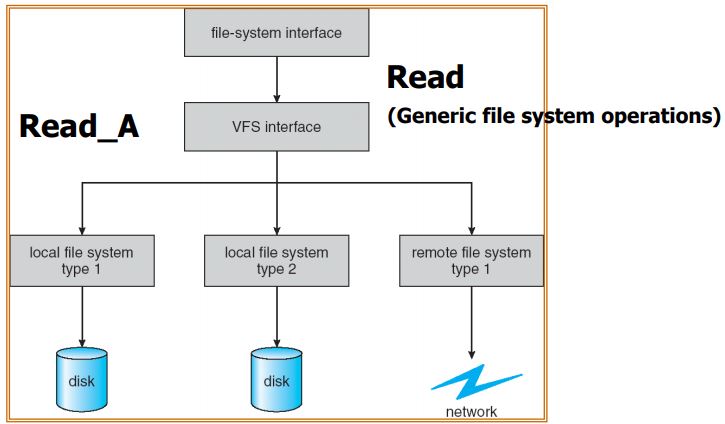 file-system interface
Read
(Generic file system operations)
Read_A
VFS interface
local file system
type 1
local file system
type 2
remote file system
type 1
disk
disk
network